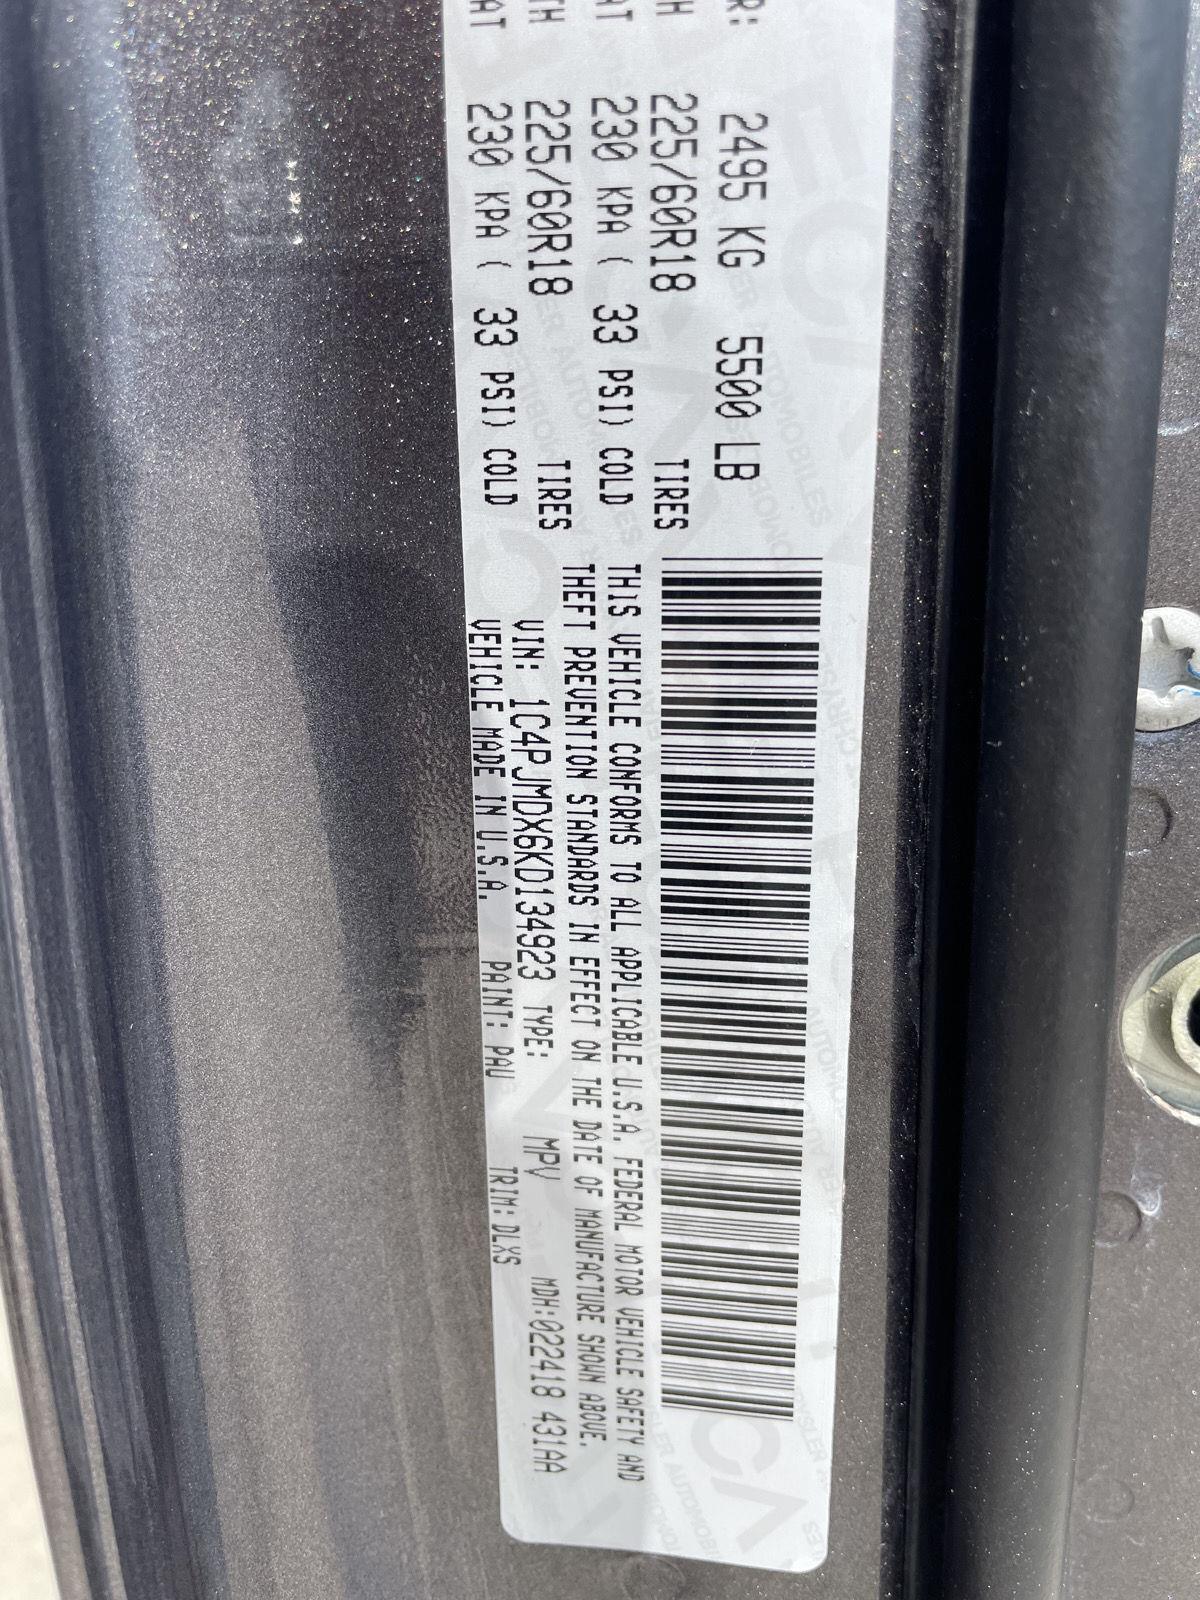 R: 2495 KG 5500 LB
TH 225/60R18 TIRES
AT 230 KPA ( 33 PSI) COLD
TH 225/60R18 TIRES
AT 230 KPA ( 33 PSI) COLD
THIS VEHICLE CONFORMS TO ALL APPLICABLE U.S.A. FEDERAL MOTOR VEHICLE SAFETY AND
THEFT PREVENTION STANDARDS IN EFFECT ON THE DATE OF MANUFACTURE SHOWN ABOVE.
VIN: 1C4PJMDX6KD134923 TYPE: MPV MDH:022418 431AA
VEHICLE MADE IN U.S.A. PAINT: PAU TRIM: DLXS